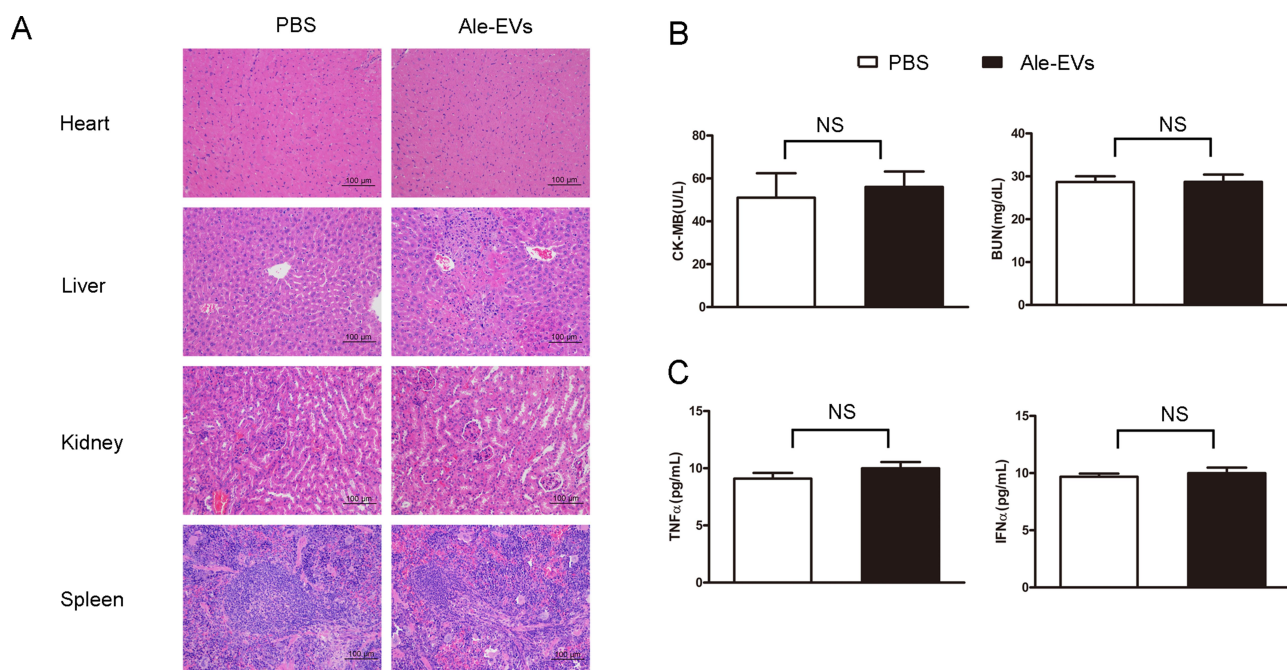 A
PBS
Ale-EVs
Heart
100 μm
100 μm
Liver
100 μm
100 μm
Kidney
100 μm
100 μm
Spleen
100 μm
100 μm
B
PBS
Ale-EVs
CK-MB(U/L)
80
60
40
20
0
NS
BUN(mg/dL)
40
30
20
10
0
NS
C
TNFα(pg/mL)
15
10
5
0
NS
IFNα(pg/mL)
15
10
5
0
NS